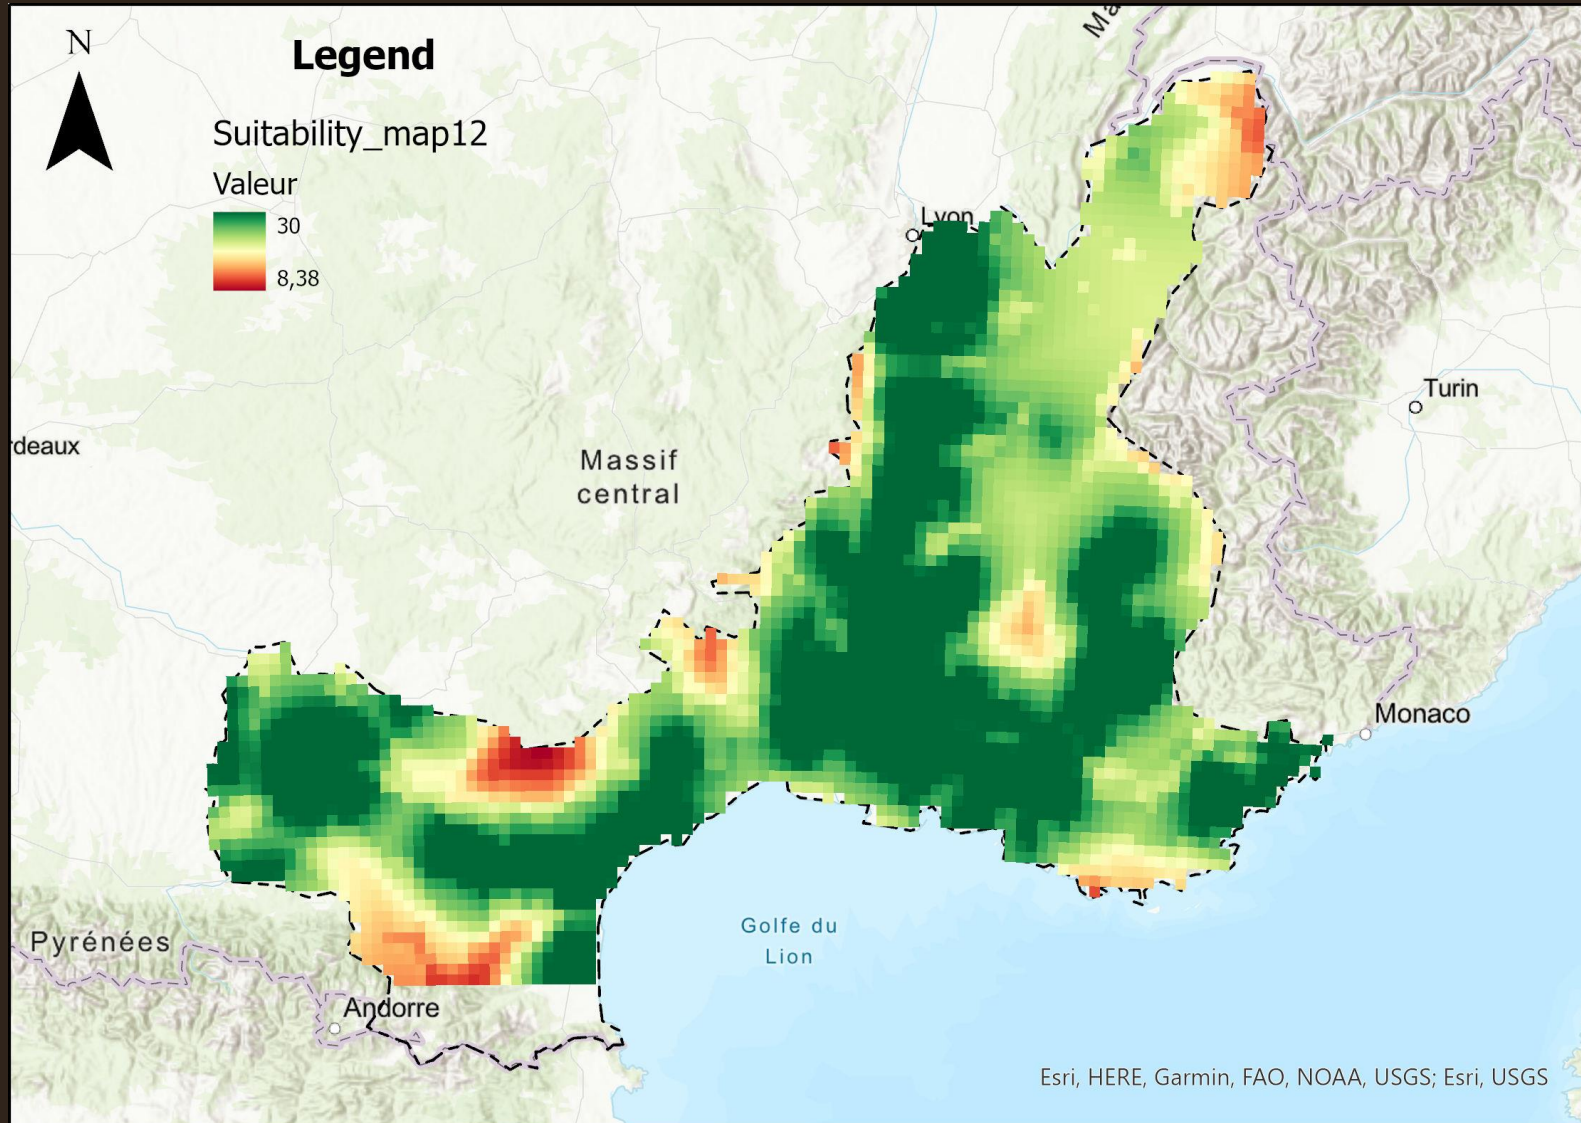 N
Legend
Suitability_map12
Valeur
30
8,38
Ma
Lyon
Turin
rdeaux
Massif
central
Monaco
Golfe du
Lion
Pyrénées
Andorre
Esri, HERE, Garmin, FAO, NOAA, USGS; Esri, USGS